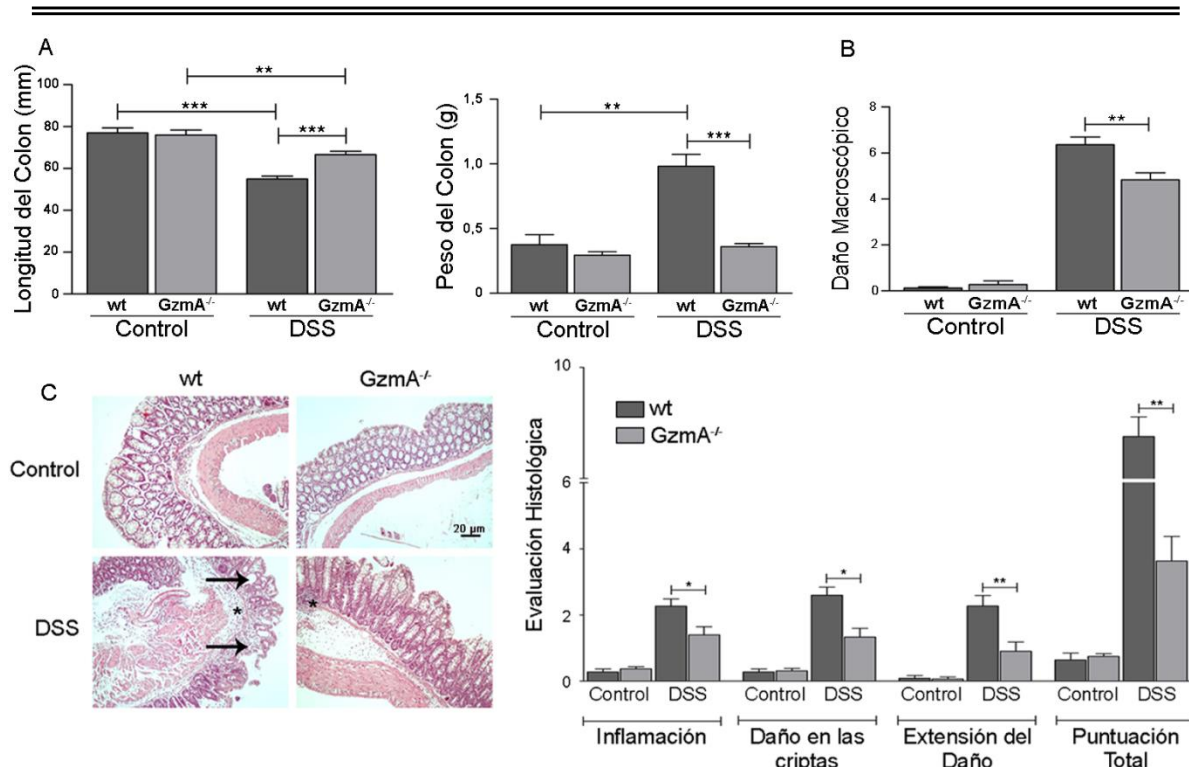 A
Longitud del Colon (mm)
100
80
60
40
20
0
**
***
***
wt GzmA-/- wt GzmA-/-
Control DSS
Peso del Colon (g)
1,5
1,0
0,5
0
**
***
wt GzmA-/- wt GzmA-/-
Control DSS
B
Daño Macroscópico
8
6
4
2
0
**
wt GzmA-/- wt GzmA-/-
Control DSS
C
wt GzmA-/-
Control
20 µm
DSS
*
*
Evaluación Histológica
10
6
4
2
0
wt
GzmA-/-
*
*
**
**
Control DSS Control DSS Control DSS Control DSS
Inflamación Daño en las Extensión del Puntuación
criptas Daño Total